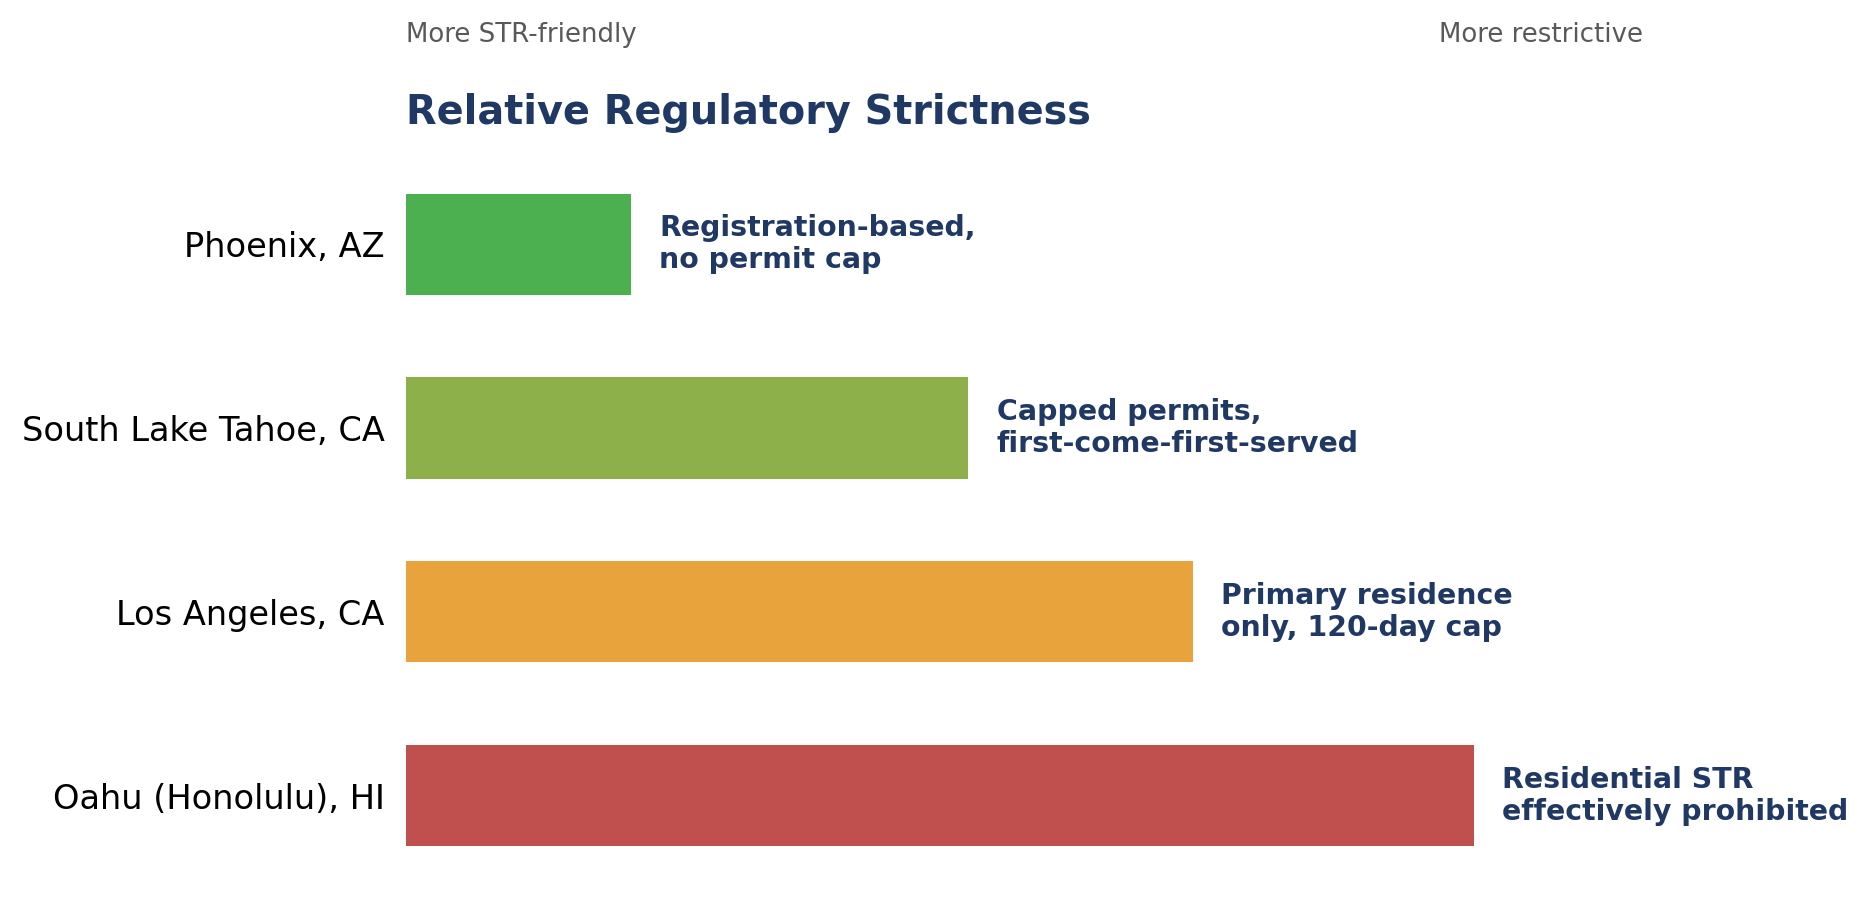 More STR-friendly
More restrictive
Relative Regulatory Strictness
Phoenix, AZ
Registration-based,
no permit cap
South Lake Tahoe, CA
Capped permits,
first-come-first-served
Los Angeles, CA
Primary residence
only, 120-day cap
Oahu (Honolulu), HI
Residential STR
effectively prohibited